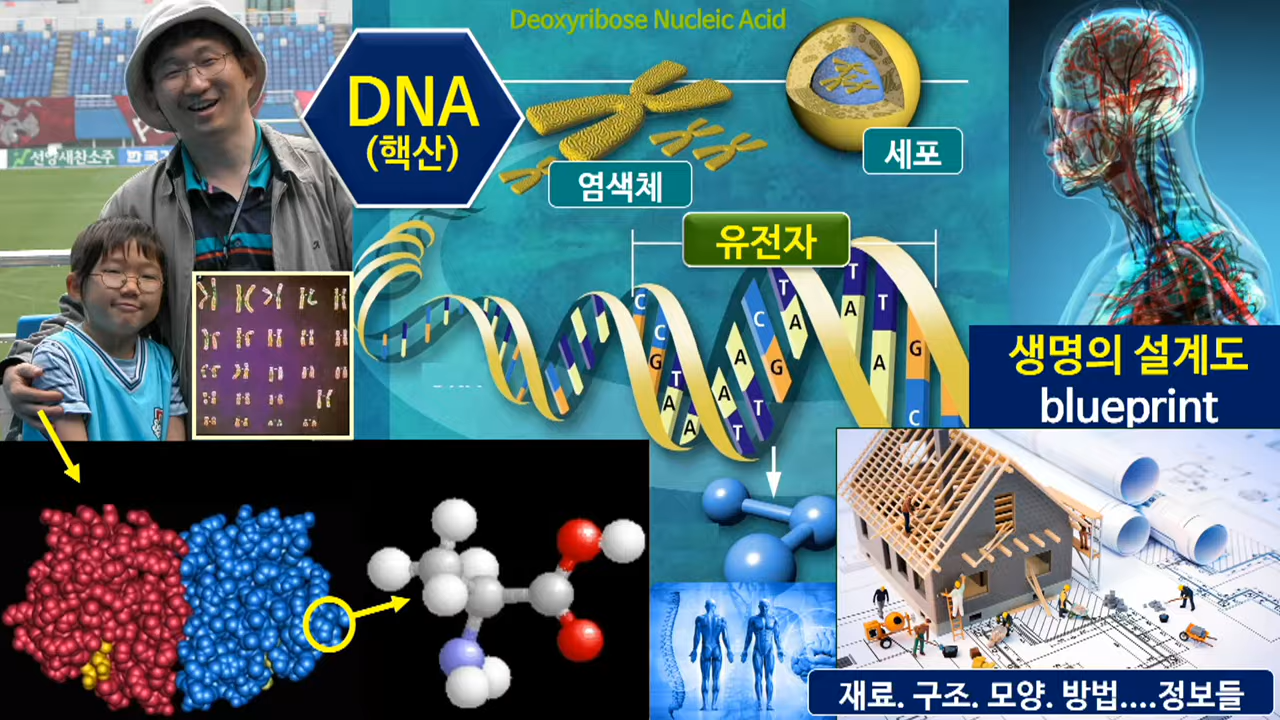 Deoxyribose Nucleic Acid
DNA
(핵산)
세포
염색체
유전자
선양새찬소주
C
C
G
T
A
A
A
A
T
T
C
G
T
A
T
A
T
A
G
C
생명의 설계도
blueprint
재료. 구조. 모양. 방법....정보들